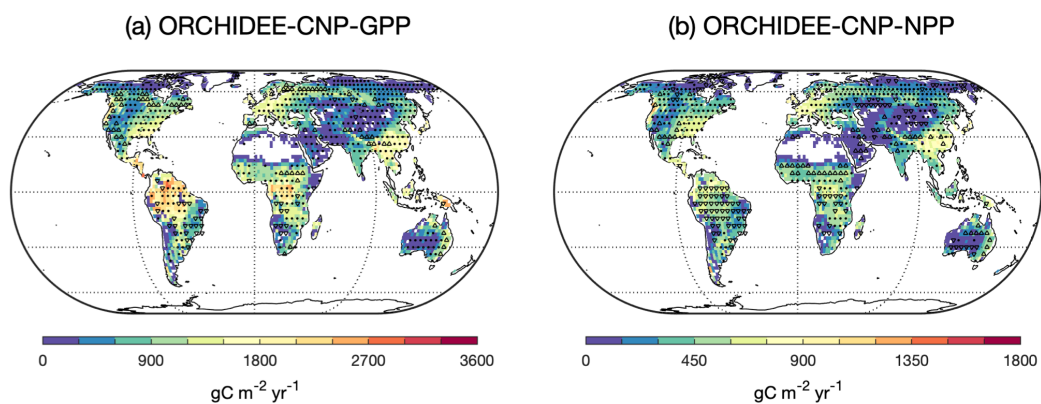 (a) ORCHIDEE-CNP-GPP
(b) ORCHIDEE-CNP-NPP
0 900 1800 2700 3600
gC m⁻² yr⁻¹
0 450 900 1350 1800
gC m⁻² yr⁻¹